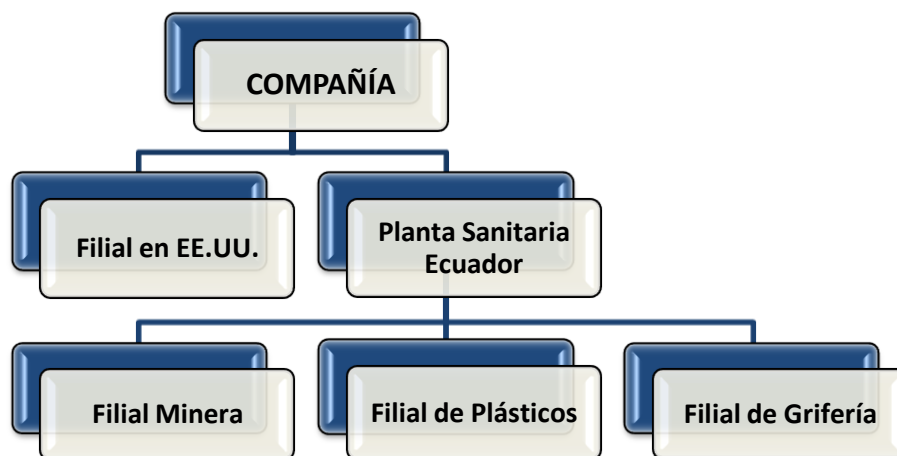 COMPAÑÍA
Filial en EE.UU.
Planta Sanitaria
Ecuador
Filial Minera
Filial de Plásticos
Filial de Grifería